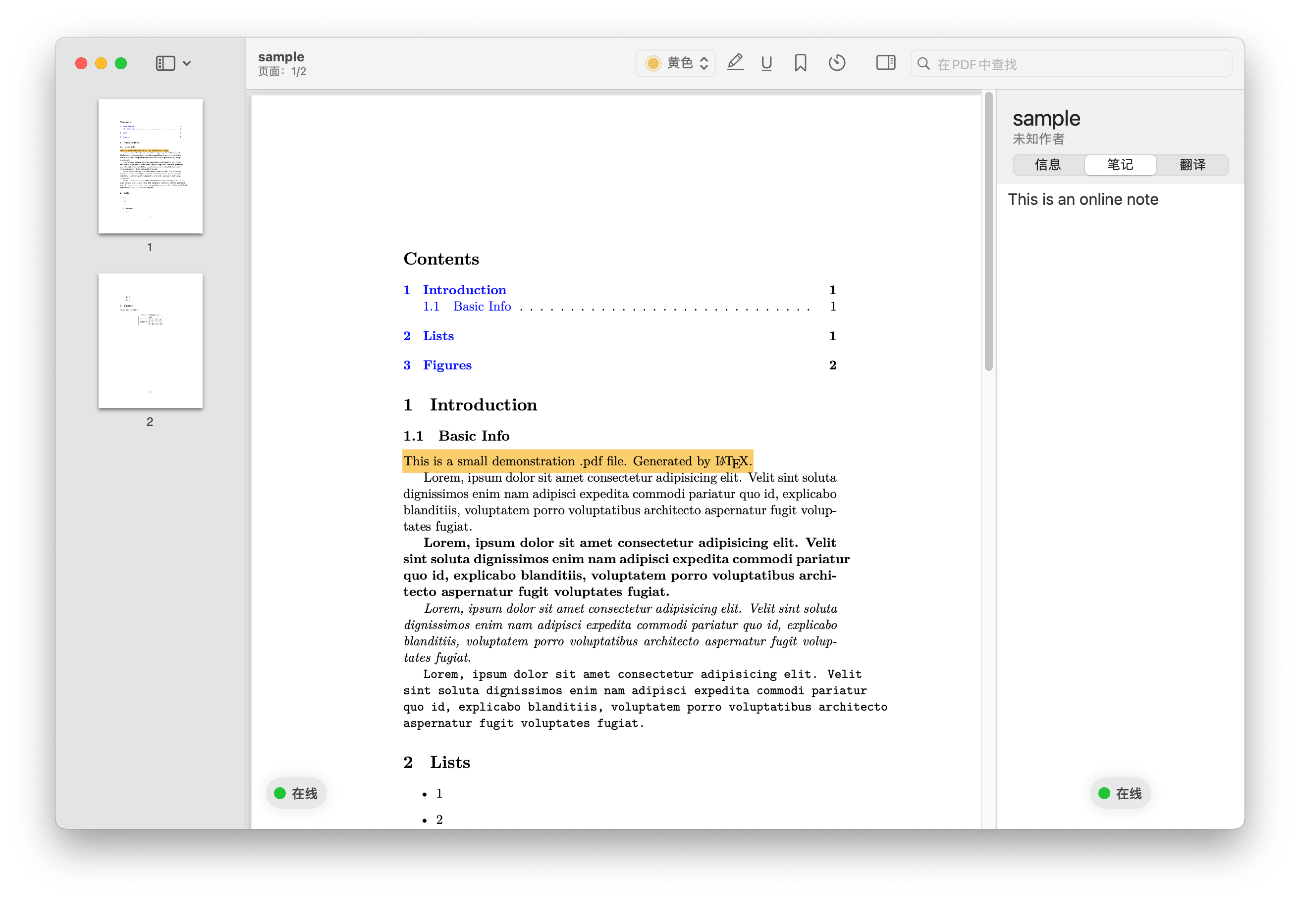 sample
页面：1/2
黄色
在PDF中查找
1
2
Contents
1 Introduction 1
1.1 Basic Info . . . . . . . . . . . . . . . . . . . . . . . . . . . . . 1
2 Lists 1
3 Figures 2
1 Introduction
1.1 Basic Info
This is a small demonstration .pdf file. Generated by LATEX.
Lorem, ipsum dolor sit amet consectetur adipisicing elit. Velit sint soluta
dignissimos enim nam adipisci expedita commodi pariatur quo id, explicabo
blanditiis, voluptatem porro voluptatibus architecto aspernatur fugit volup-
tates fugiat.
Lorem, ipsum dolor sit amet consectetur adipisicing elit. Velit
sint soluta dignissimos enim nam adipisci expedita commodi pariatur
quo id, explicabo blanditiis, voluptatem porro voluptatibus archi-
tecto aspernatur fugit voluptates fugiat.
Lorem, ipsum dolor sit amet consectetur adipisicing elit. Velit sint soluta
dignissimos enim nam adipisci expedita commodi pariatur quo id, explicabo
blanditiis, voluptatem porro voluptatibus architecto aspernatur fugit volup-
tates fugiat.
Lorem, ipsum dolor sit amet consectetur adipisicing elit. Velit
sint soluta dignissimos enim nam adipisci expedita commodi pariatur
quo id, explicabo blanditiis, voluptatem porro voluptatibus architecto
aspernatur fugit voluptates fugiat.
2 Lists
• 1
• 2
在线
sample
未知作者
信息 笔记 翻译
This is an online note
在线